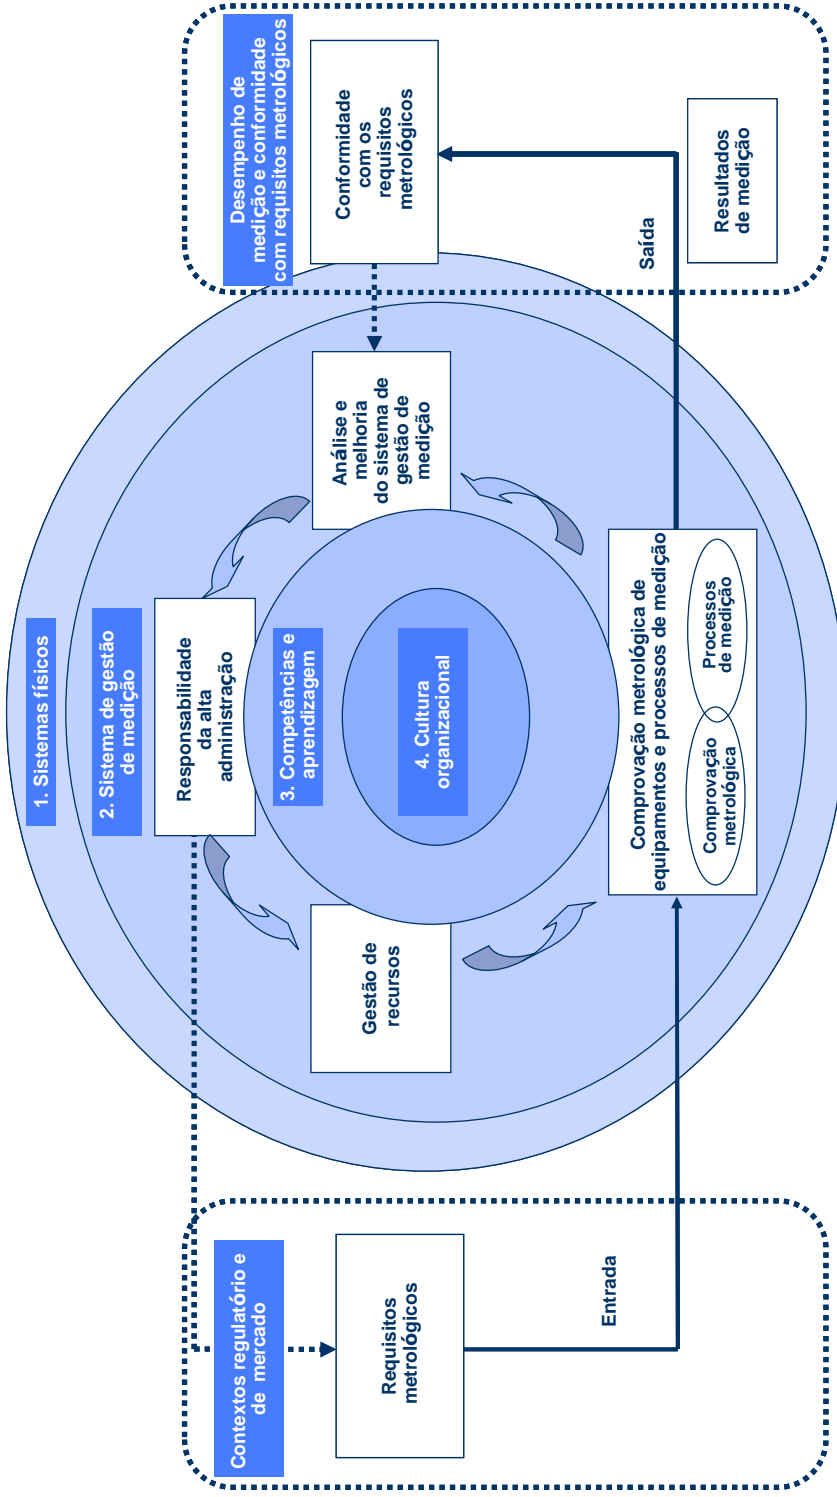 Contextos regulatório e
de mercado
Requisitos
metrológicos
Entrada
1. Sistemas físicos
2. Sistema de gestão
de medição
Responsabilidade
da alta
administração
3. Competências e
aprendizagem
4. Cultura
organizacional
Gestão de
recursos
Análise e
melhoria
do sistema de
gestão de
medição
Comprovação metrológica de
equipamentos e processos de medição
Comprovação
metrológica
Processos
de medição
Desempenho de
medição e conformidade
com requisitos metrológicos
Conformidade
com os
requisitos
metrológicos
Saída
Resultados
de medição